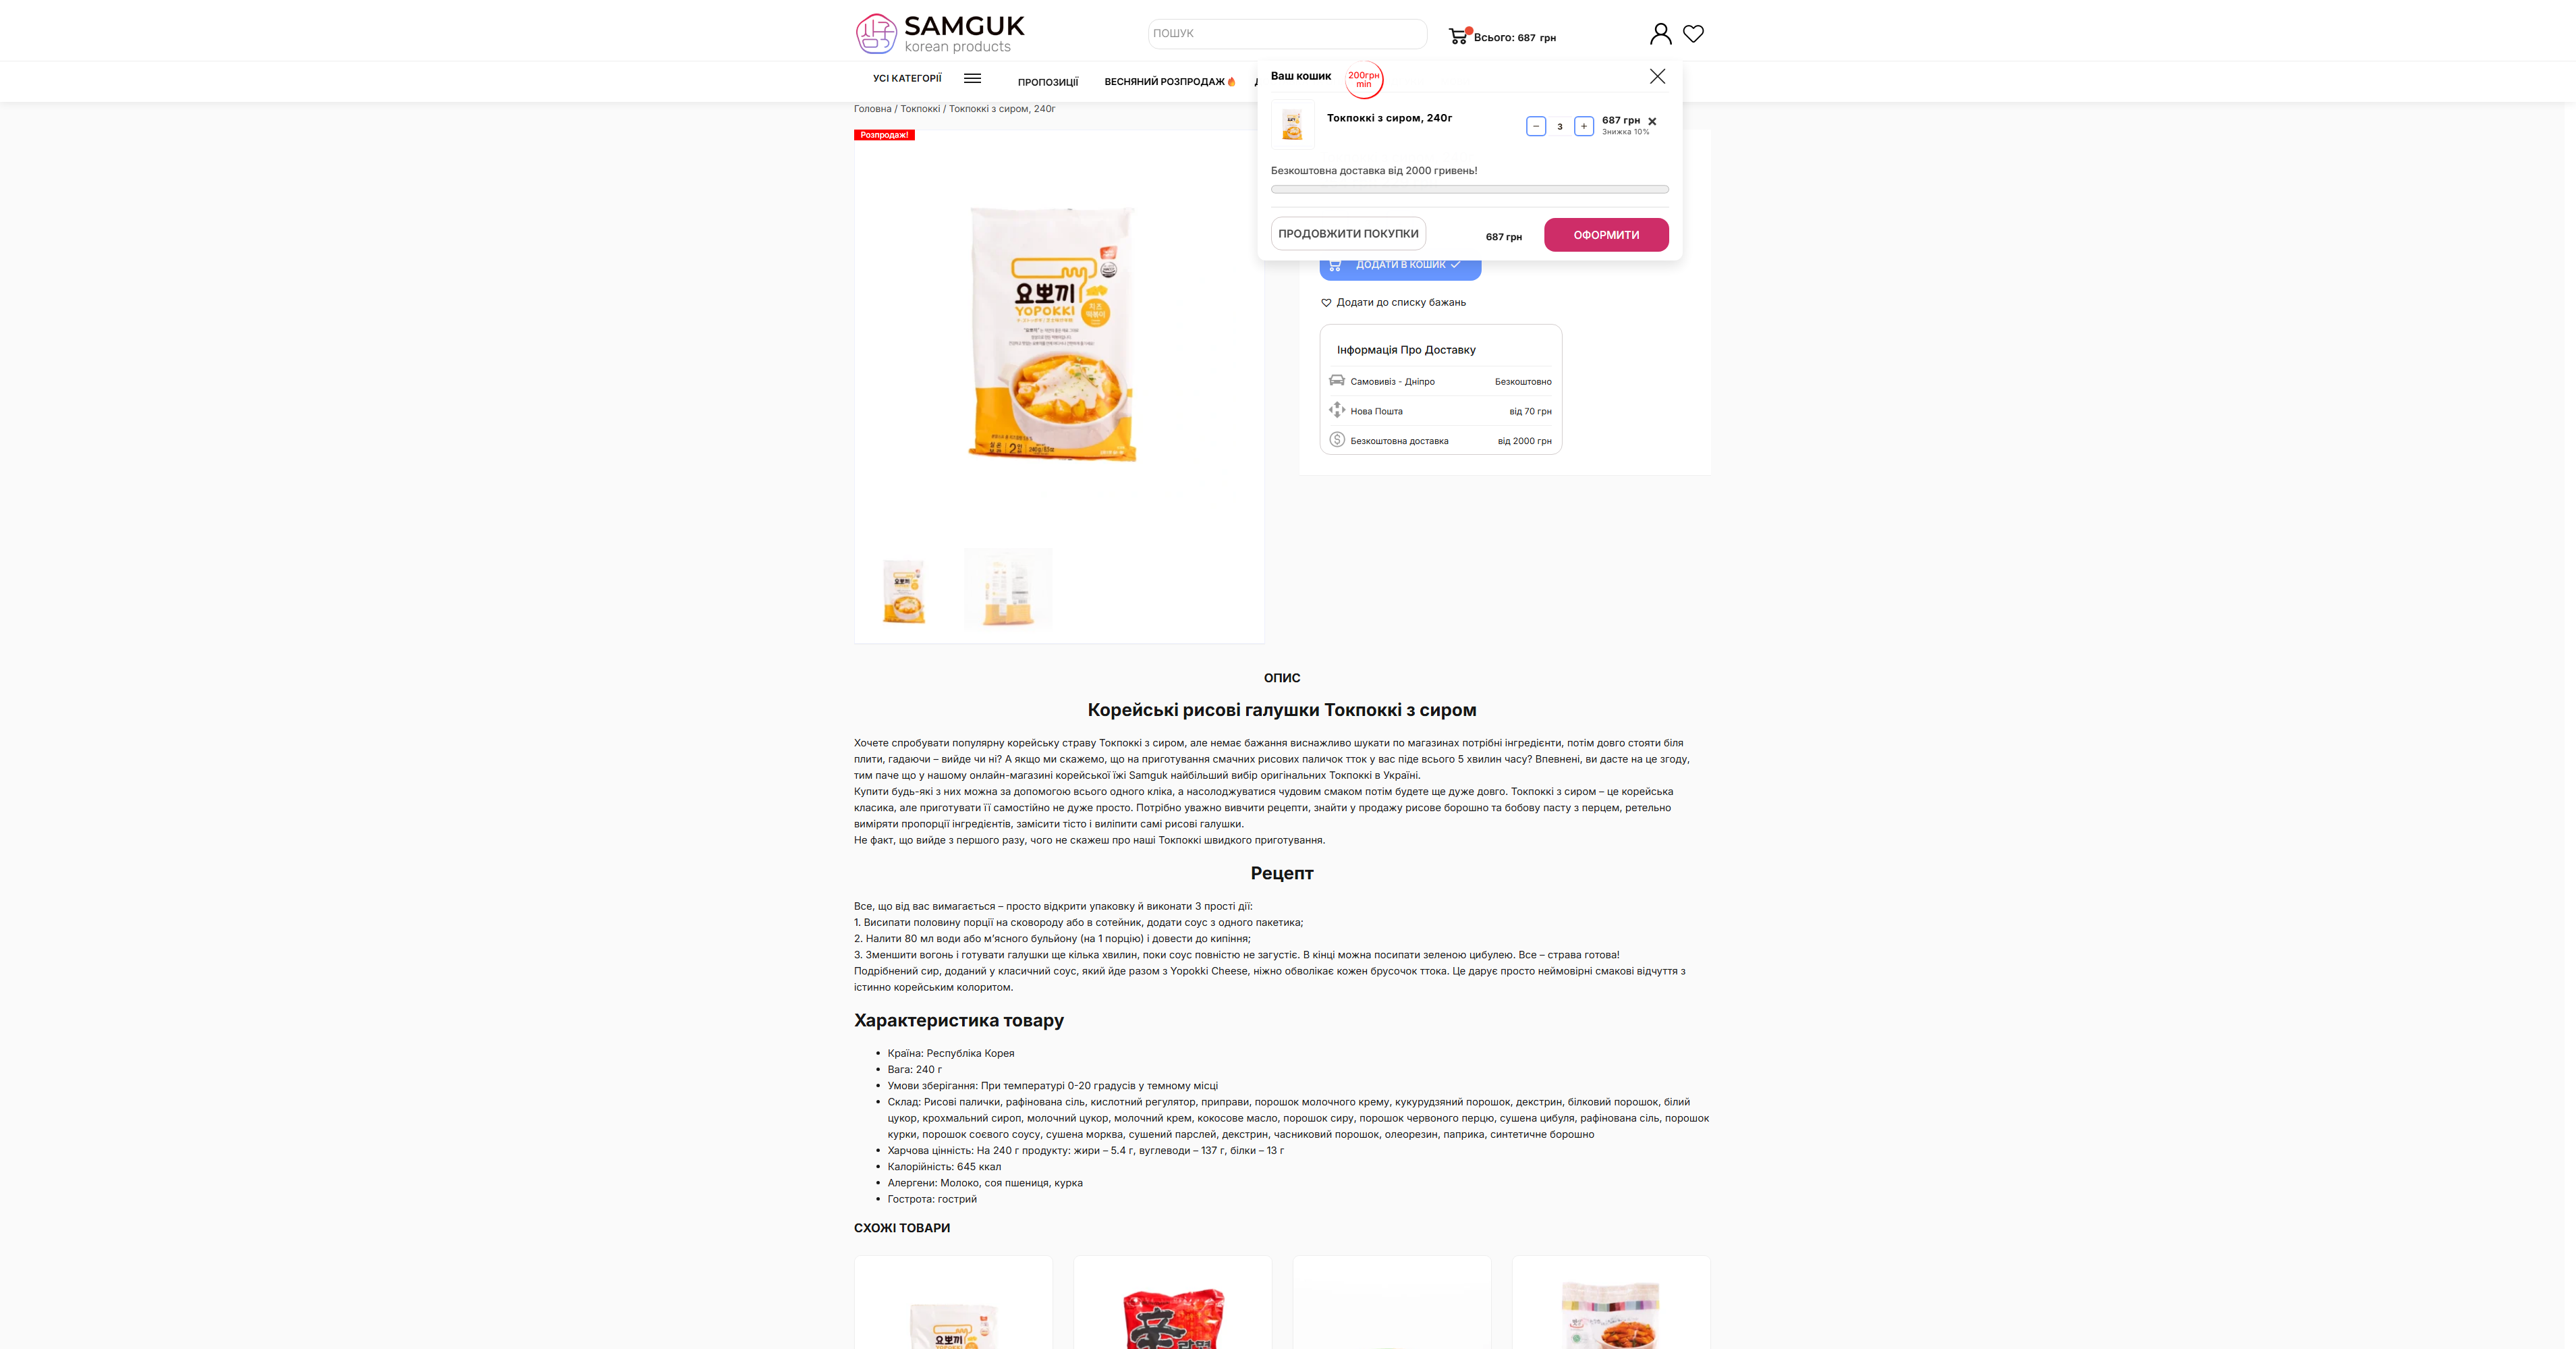 SAMGUK
korean products
ПОШУК
Всього: 687 грн
УСІ КАТЕГОРІЇ
ПРОПОЗИЦІЇ
ВЕСНЯНИЙ РОЗПРОДАЖ
Ваш кошик
200грн
min
Головна / Токпоккі / Токпоккі з сиром, 240г
Розпродаж!
Токпоккі з сиром, 240г
− 3 +
687 грн
Знижка 10%
Безкоштовна доставка від 2000 гривень!
ПРОДОВЖИТИ ПОКУПКИ
687 грн
ОФОРМИТИ
ДОДАТИ В КОШИК
Додати до списку бажань
Інформація Про Доставку
Самовивіз - Дніпро Безкоштовно
Нова Пошта від 70 грн
Безкоштовна доставка від 2000 грн
요뽀끼
YOPOKKI
치즈
떡볶이
ОПИС
Корейські рисові галушки Токпоккі з сиром
Хочете спробувати популярну корейську страву Токпоккі з сиром, але немає бажання виснажливо шукати по магазинах потрібні інгредієнти, потім довго стояти біля
плити, гадаючи – вийде чи ні? А якщо ми скажемо, що на приготування смачних рисових паличок тток у вас піде всього 5 хвилин часу? Впевнені, ви дасте на це згоду,
тим паче що у нашому онлайн-магазині корейської їжі Samguk найбільший вибір оригінальних Токпоккі в Україні.
Купити будь-які з них можна за допомогою всього одного кліка, а насолоджуватися чудовим смаком потім будете ще дуже довго. Токпоккі з сиром – це корейська
класика, але приготувати її самостійно не дуже просто. Потрібно уважно вивчити рецепти, знайти у продажу рисове борошно та бобову пасту з перцем, ретельно
виміряти пропорції інгредієнтів, замісити тісто і виліпити самі рисові галушки.
Не факт, що вийде з першого разу, чого не скажеш про наші Токпоккі швидкого приготування.
Рецепт
Все, що від вас вимагається – просто відкрити упаковку й виконати 3 прості дії:
1. Висипати половину порції на сковороду або в сотейник, додати соус з одного пакетика;
2. Налити 80 мл води або м’ясного бульйону (на 1 порцію) і довести до кипіння;
3. Зменшити вогонь і готувати галушки ще кілька хвилин, поки соус повністю не загустіє. В кінці можна посипати зеленою цибулею. Все – страва готова!
Подрібнений сир, доданий у класичний соус, який йде разом з Yopokki Cheese, ніжно обволікає кожен брусочок ттока. Це дарує просто неймовірні смакові відчуття з
істинно корейським колоритом.
Характеристика товару
• Країна: Республіка Корея
• Вага: 240 г
• Умови зберігання: При температурі 0-20 градусів у темному місці
• Склад: Рисові палички, рафінована сіль, кислотний регулятор, приправи, порошок молочного крему, кукурудзяний порошок, декстрин, білковий порошок, білий
цукор, крохмальний сироп, молочний цукор, молочний крем, кокосове масло, порошок сиру, порошок червоного перцю, сушена цибуля, рафінована сіль, порошок
курки, порошок соєвого соусу, сушена морква, сушений парслей, декстрин, часниковий порошок, олеорезин, паприка, синтетичне борошно
• Харчова цінність: На 240 г продукту: жири – 5.4 г, вуглеводи – 137 г, білки – 13 г
• Калорійність: 645 ккал
• Алергени: Молоко, соя пшениця, курка
• Гострота: гострий
СХОЖІ ТОВАРИ
요뽀끼
辛
라면